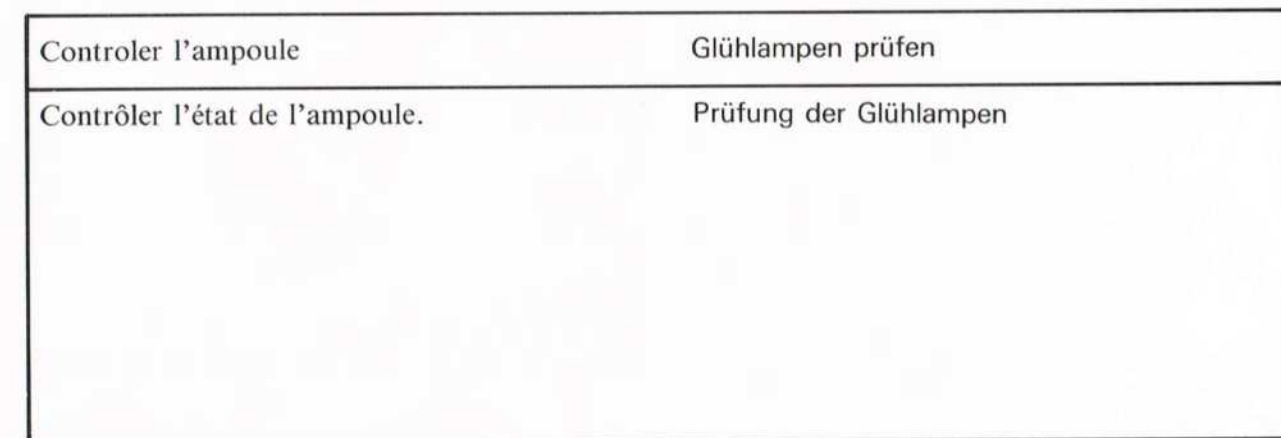 Controler l'ampoule
Glühlampen prüfen
Contrôler l'état de l'ampoule.
Prüfung der Glühlampen